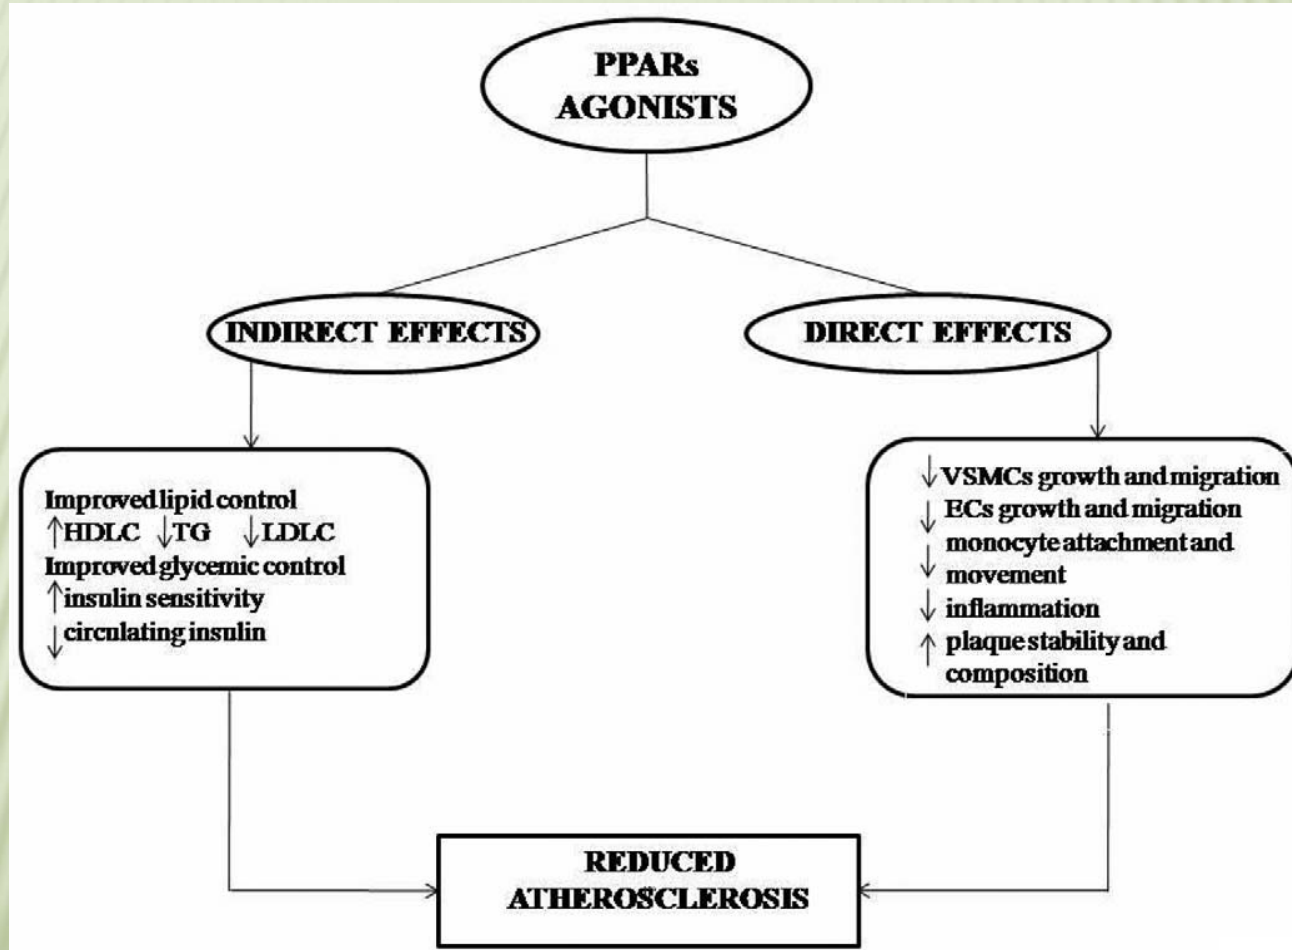 PPARs
AGONISTS
INDIRECT EFFECTS
DIRECT EFFECTS
Improved lipid control
↑HDLC ↓TG ↓LDLC
Improved glycemic control
↑insulin sensitivity
↓circulating insulin
↓VSMCs growth and migration
↓ECs growth and migration
↓monocyte attachment and
movement
↓inflammation
↑plaque stability and
composition
REDUCED
ATHEROSCLEROSIS